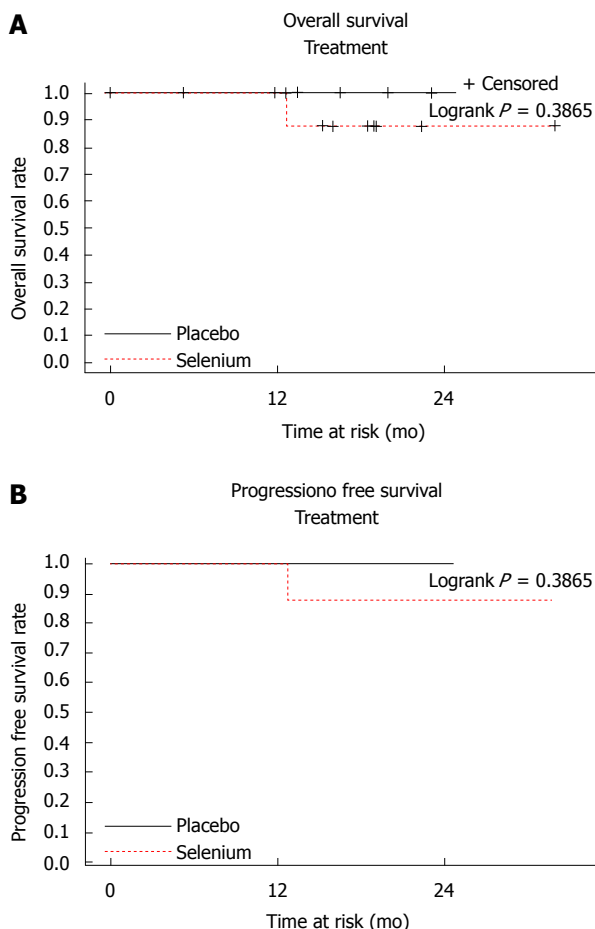 A
Overall survival
Treatment
+ Censored
Logrank P = 0.3865
1.0
0.9
0.8
0.7
0.6
0.5
0.4
0.3
0.2
0.1
0.0
Overall survival rate
Placebo
Selenium
0 12 24
Time at risk (mo)
B
Progressiono free survival
Treatment
Logrank P = 0.3865
1.0
0.9
0.8
0.7
0.6
0.5
0.4
0.3
0.2
0.1
0.0
Progression free survival rate
Placebo
Selenium
0 12 24
Time at risk (mo)